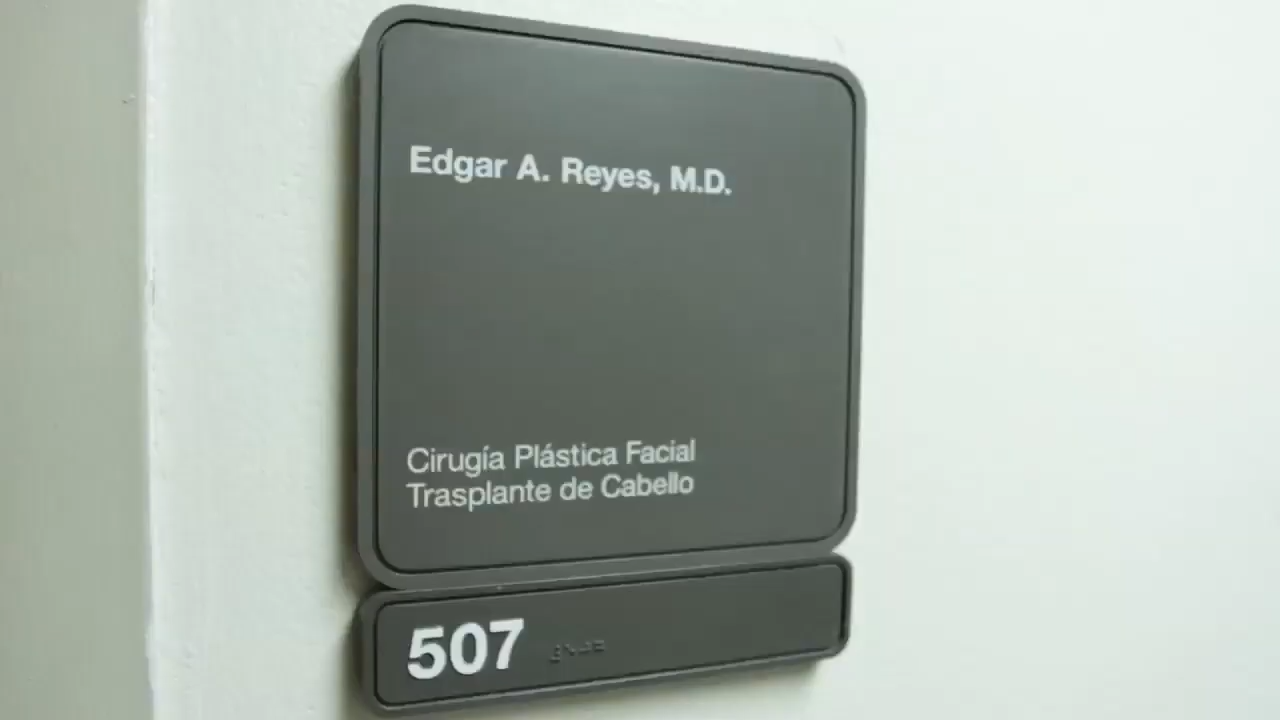 Edgar A. Reyes, M.D.
Cirugía Plástica Facial
Trasplante de Cabello
507